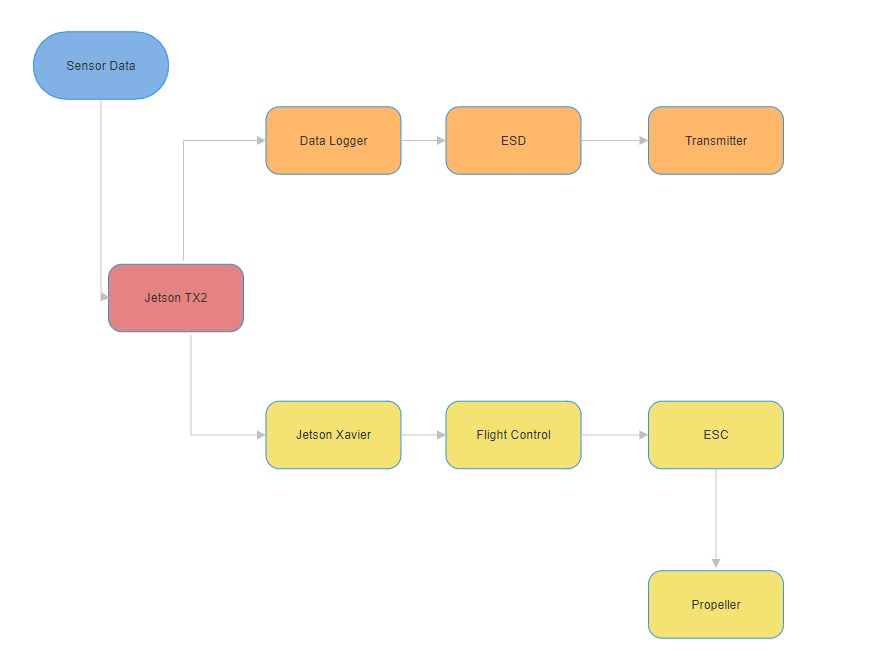 Sensor Data
Data Logger
ESD
Transmitter
Jetson TX2
Jetson Xavier
Flight Control
ESC
Propeller